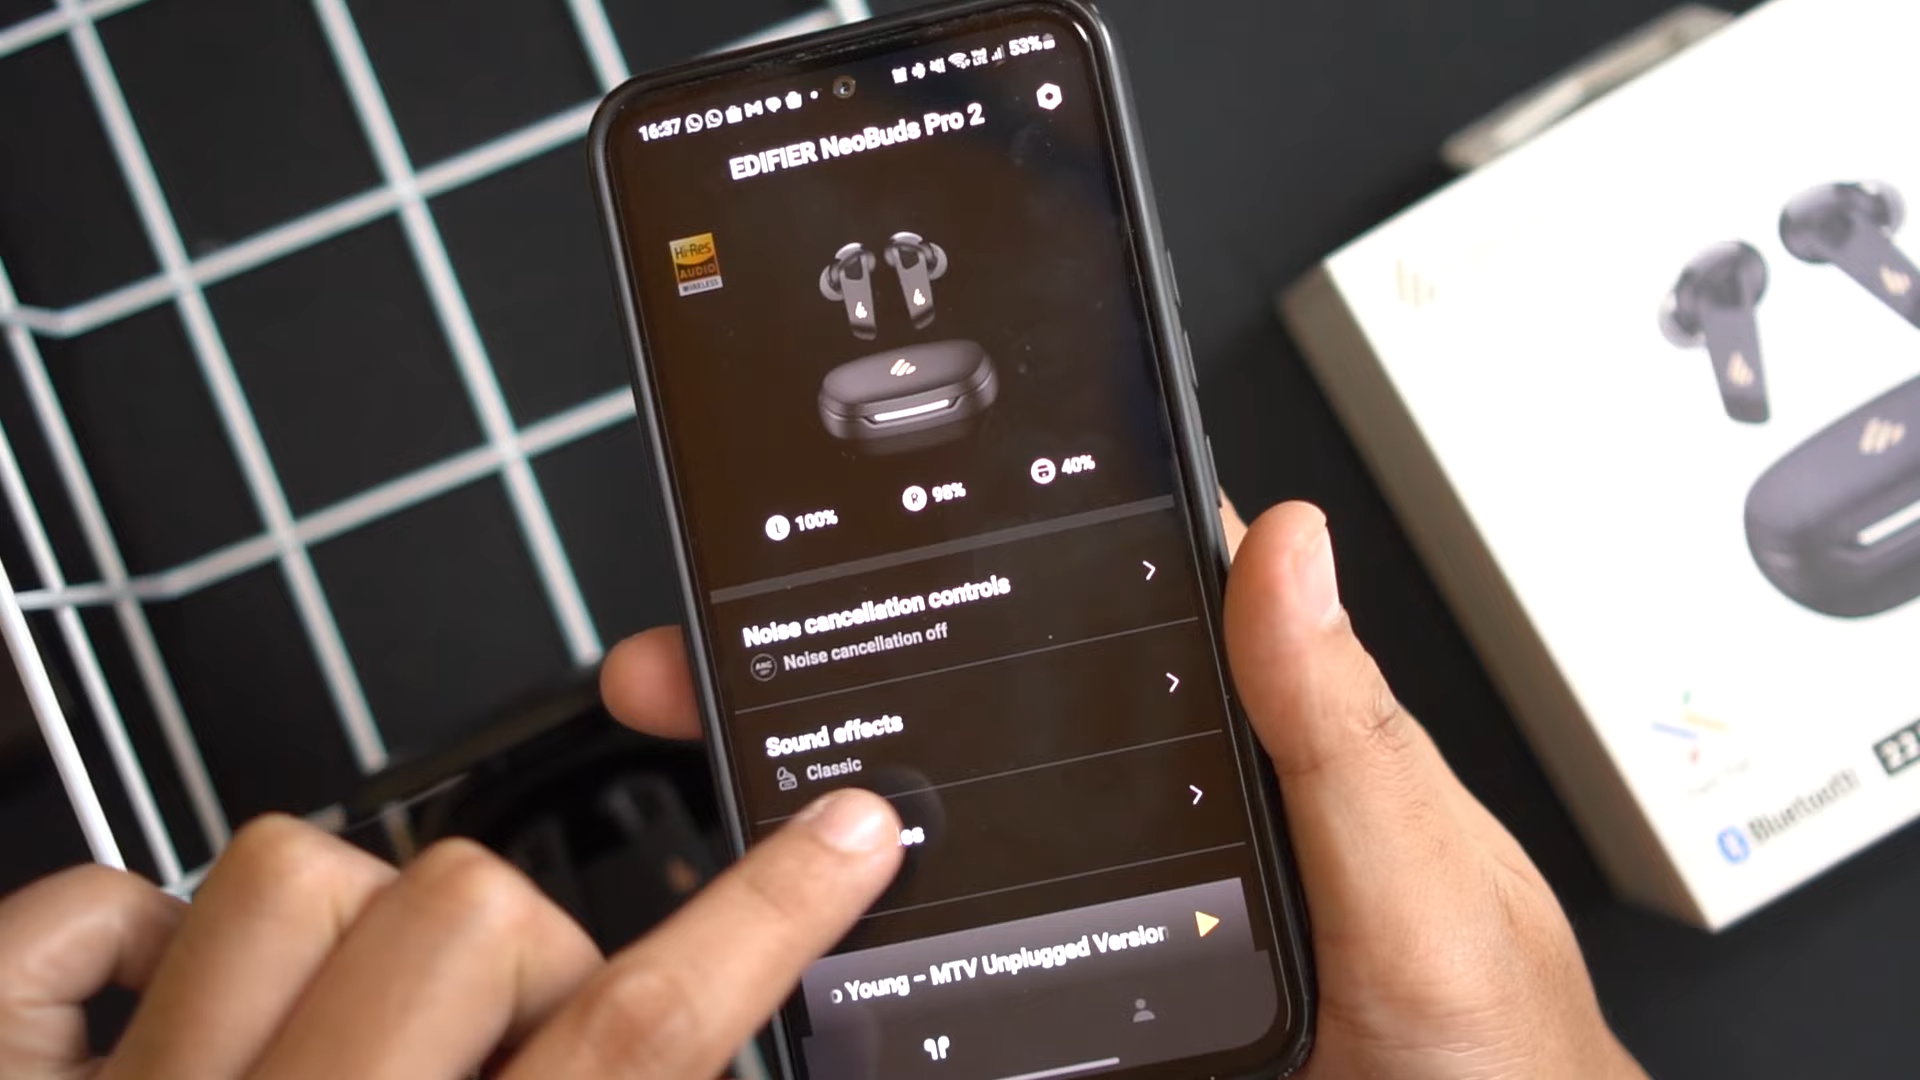 16:37
53%
EDIFIER NeoBuds Pro 2
Hi-Res
AUDIO
WIRELESS
L 100%
R 98%
40%
Noise cancellation controls
ANC
Noise cancellation off
Sound effects
Classic
Young – MTV Unplugged Version
Bluetooth